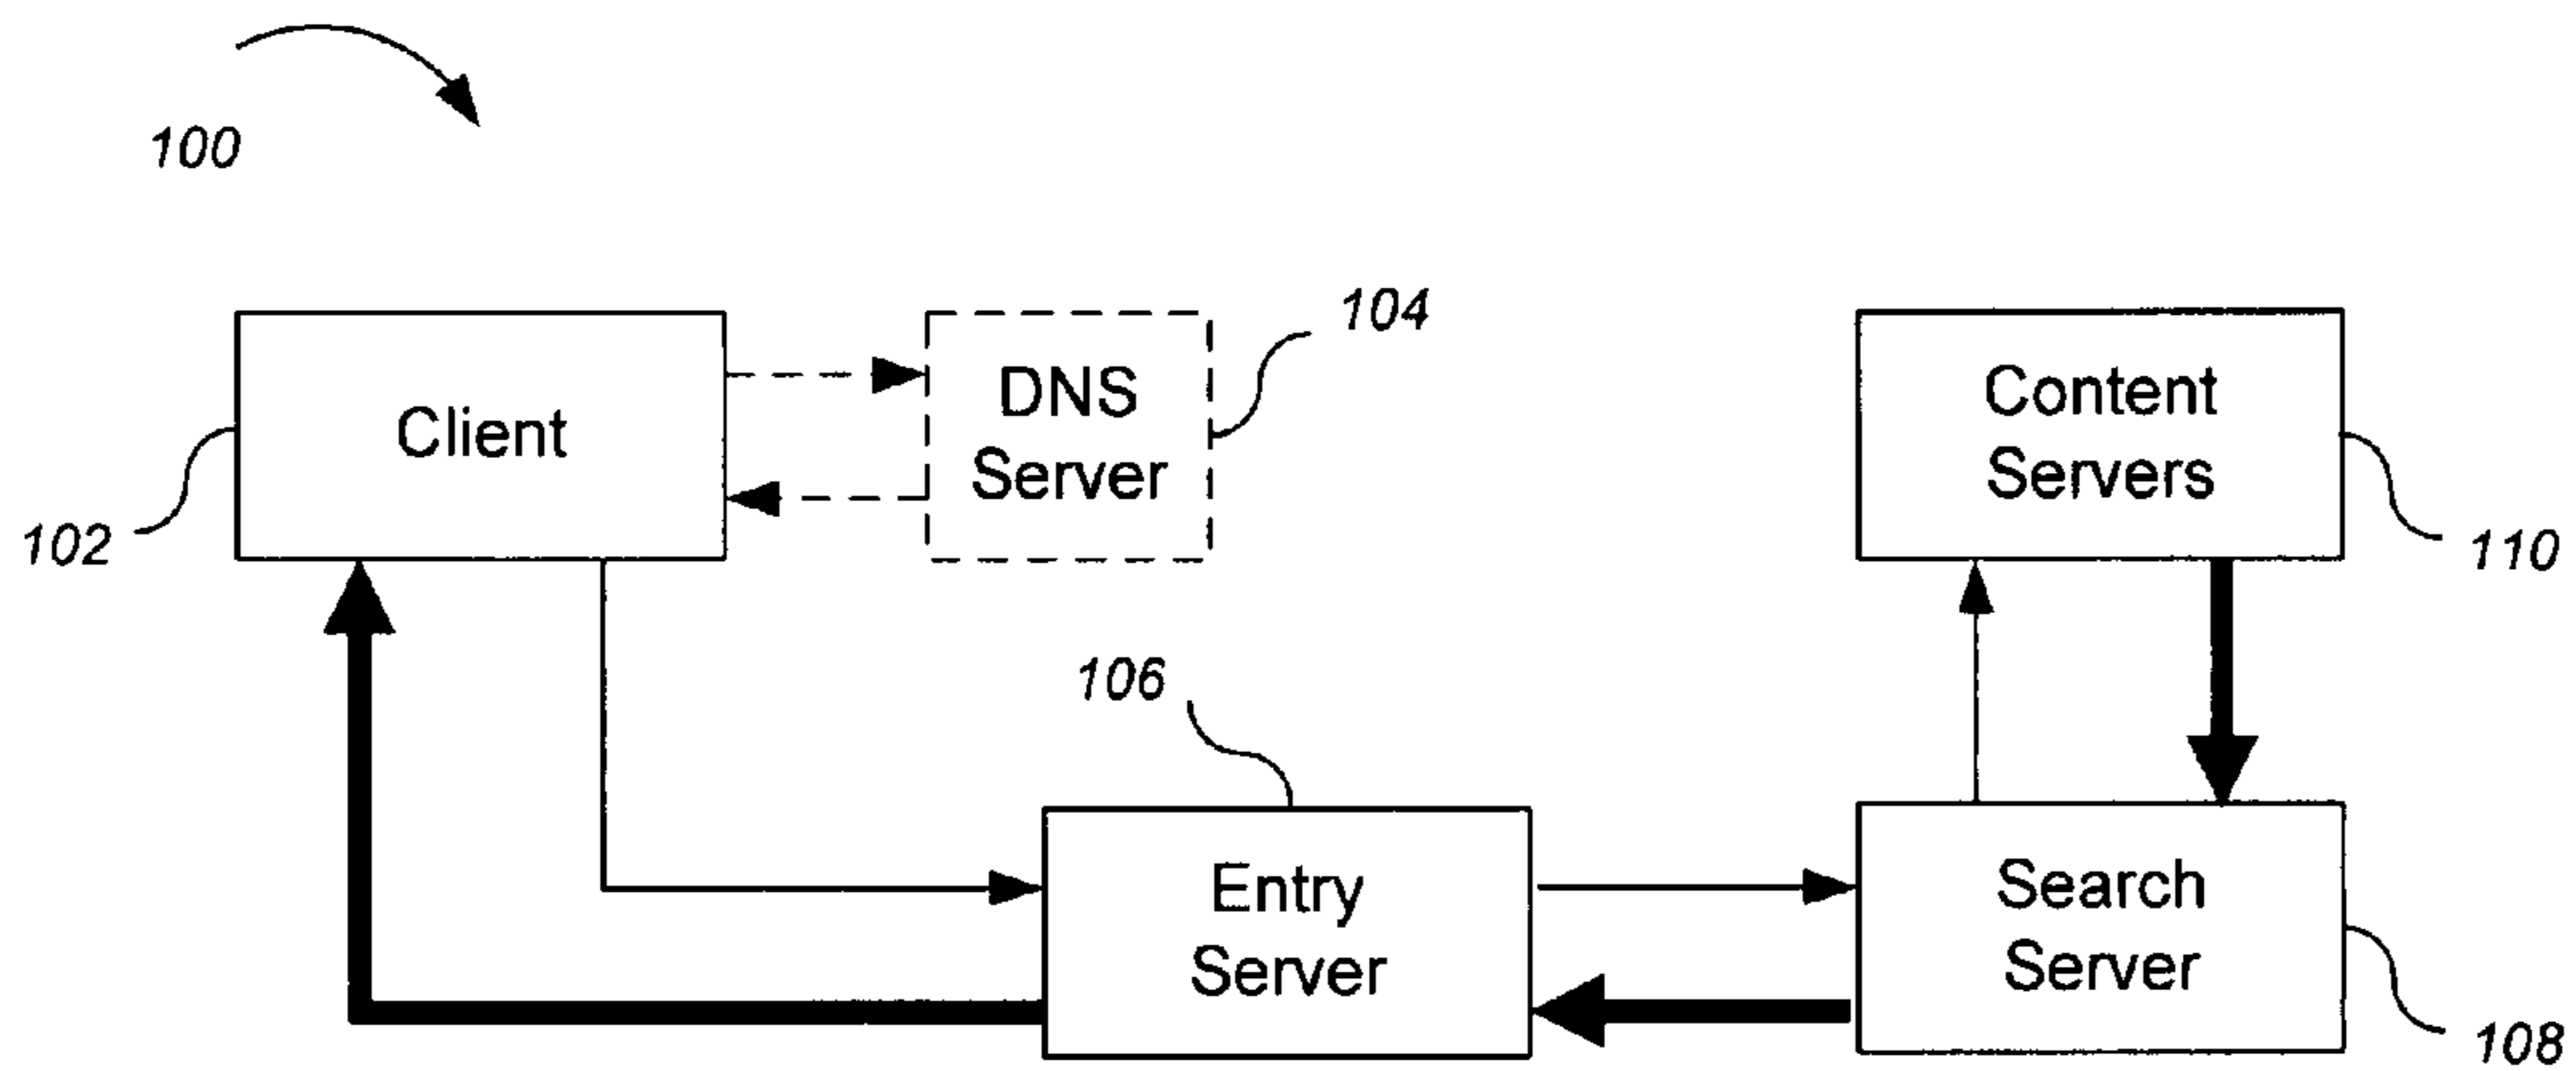 100
Client
102
DNS
Server
104
Content
Servers
110
106
Entry
Server
Search
Server
108